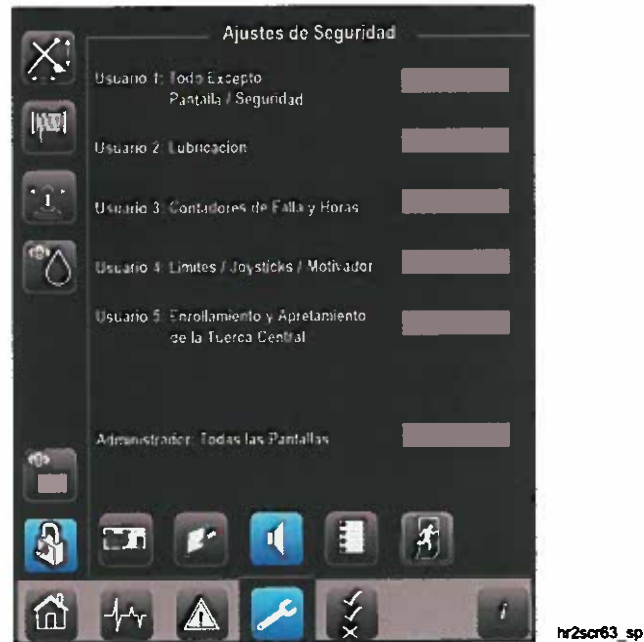 Ajustes de Seguridad
Usuario 1: Todo Excepto
Pantalla / Seguridad
Usuario 2: Lubricacion
Usuario 3: Contadores de Falla y Horas
Usuario 4: Limites / Joysticks / Motivador
Usuario 5: Enrollamiento y Apretamiento
de la Tuerca Central
Administrador: Todas las Pantallas
i
hr2scr63_sp